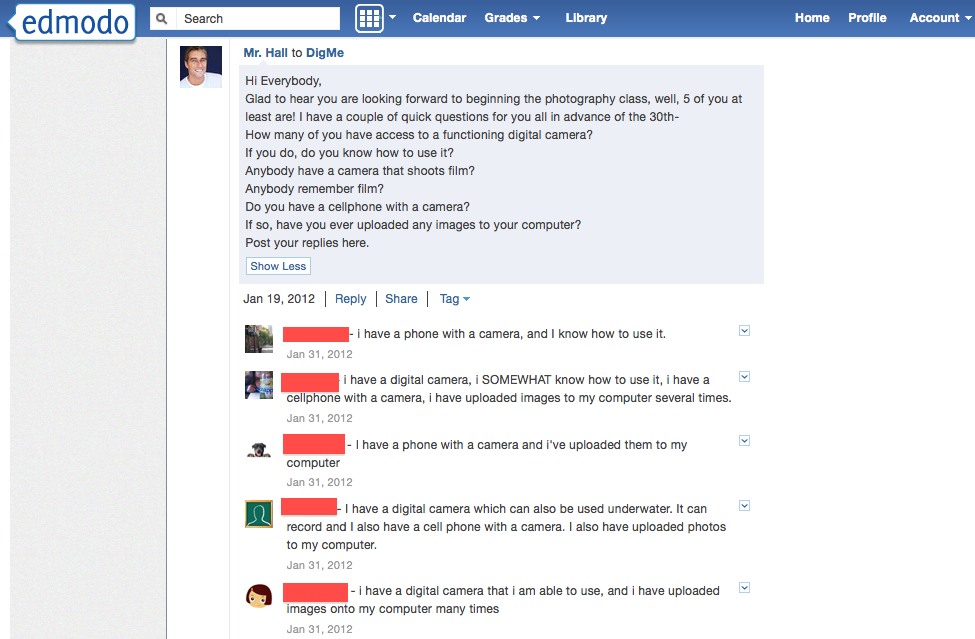 edmodo Search Calendar Grades Library Home Profile Account
Mr. Hall to DigMe
Hi Everybody,
Glad to hear you are looking forward to beginning the photography class, well, 5 of you at
least are! I have a couple of quick questions for you all in advance of the 30th-
How many of you have access to a functioning digital camera?
If you do, do you know how to use it?
Anybody have a camera that shoots film?
Anybody remember film?
Do you have a cellphone with a camera?
If so, have you ever uploaded any images to your computer?
Post your replies here.
Show Less
Jan 19, 2012 | Reply | Share | Tag
- i have a phone with a camera, and I know how to use it.
Jan 31, 2012
i have a digital camera, i SOMEWHAT know how to use it, i have a
cellphone with a camera, i have uploaded images to my computer several times.
Jan 31, 2012
- I have a phone with a camera and i've uploaded them to my
computer
Jan 31, 2012
- I have a digital camera which can also be used underwater. It can
record and I also have a cell phone with a camera. I also have uploaded photos
to my computer.
Jan 31, 2012
- i have a digital camera that i am able to use, and i have uploaded
images onto my computer many times
Jan 31, 2012